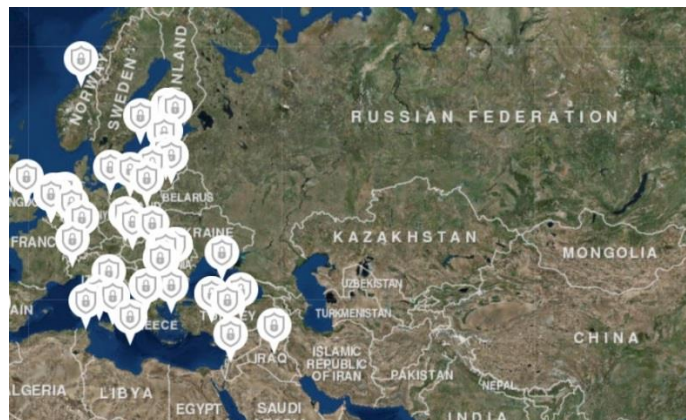 NORWAY
SWEDEN
NLAND
RUSSIAN FEDERATION
BELARUS
FRANC
KRAINE
KAZAKHSTAN
MONGOLIA
UZBEKISTAN
TURKMENISTAN
AIN
EECE
CHINA
IRAQ
ISLAMIC
REPUBLIC
OF IRAN
PAKISTAN
NEPAL
ALGERIA
LIBYA
EGYPT
SAUDI
INDIA